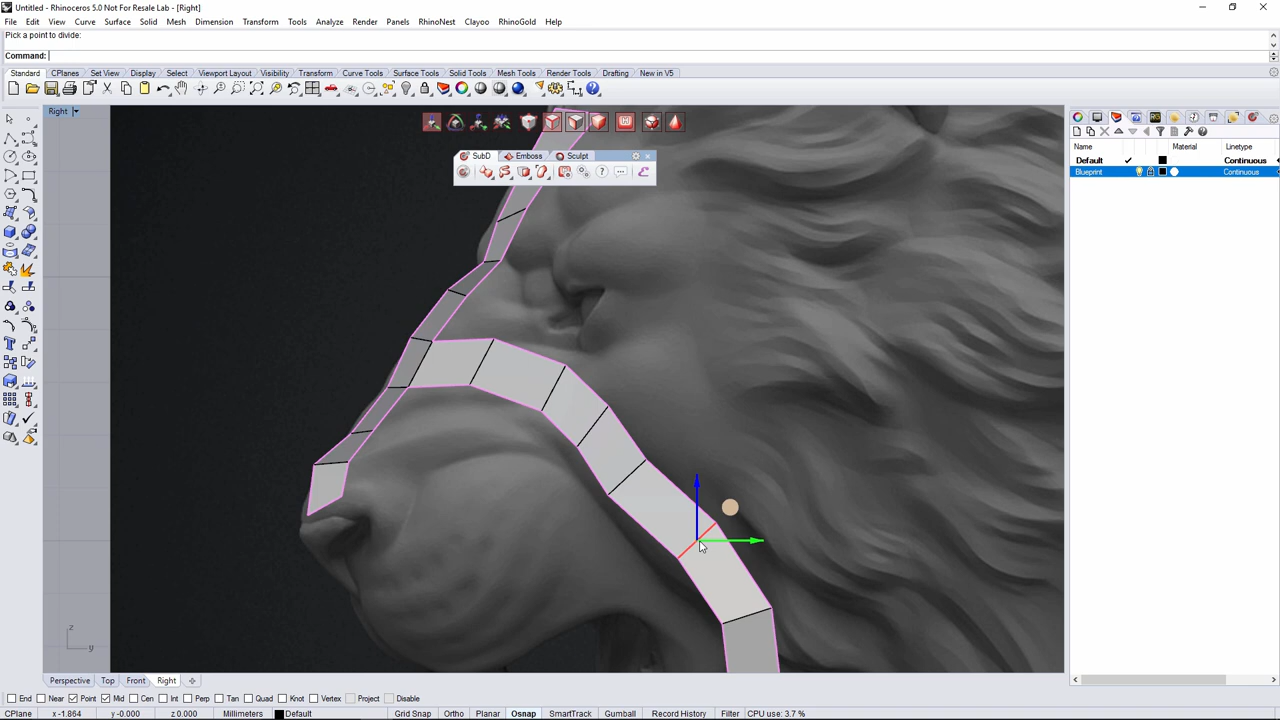 Untitled - Rhinoceros 5.0 Not For Resale Lab - [Right]
File Edit View Curve Surface Solid Mesh Dimension Transform Tools Analyze Render Panels RhinoNest Clayoo RhinoGold Help
Pick a point to divide:
Command:
Standard CPlanes Set View Display Select Viewport Layout Visibility Transform Curve Tools Surface Tools Solid Tools Mesh Tools Render Tools Drafting New in V5
Right
SubD Emboss Sculpt
Name Material Linetype
Default Continuous
Blueprint Continuous
z
y
Perspective Top Front Right
End Near Point Mid Cen Int Perp Tan Quad Knot Vertex Project Disable
CPlane x -1.864 y -0.000 z 0.000 Millimeters Default Grid Snap Ortho Planar Osnap SmartTrack Gumball Record History Filter CPU use: 3.7 %